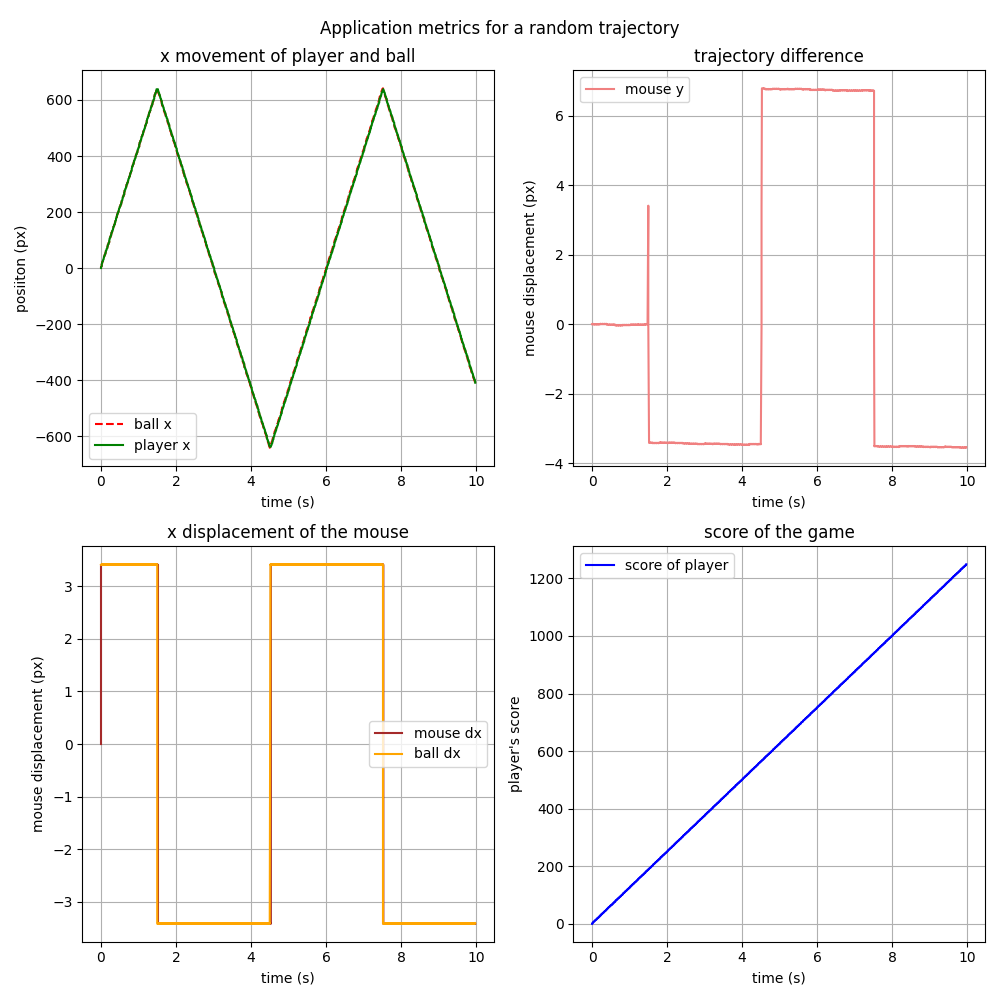 Application metrics for a random trajectory
x movement of player and ball
600
400
200
0
−200
−400
−600
posiiton (px)
ball x
player x
0 2 4 6 8 10
time (s)
trajectory difference
mouse y
6
4
2
0
−2
−4
mouse displacement (px)
0 2 4 6 8 10
time (s)
x displacement of the mouse
3
2
1
0
−1
−2
−3
mouse displacement (px)
mouse dx
ball dx
0 2 4 6 8 10
time (s)
score of the game
score of player
1200
1000
800
600
400
200
0
player's score
0 2 4 6 8 10
time (s)